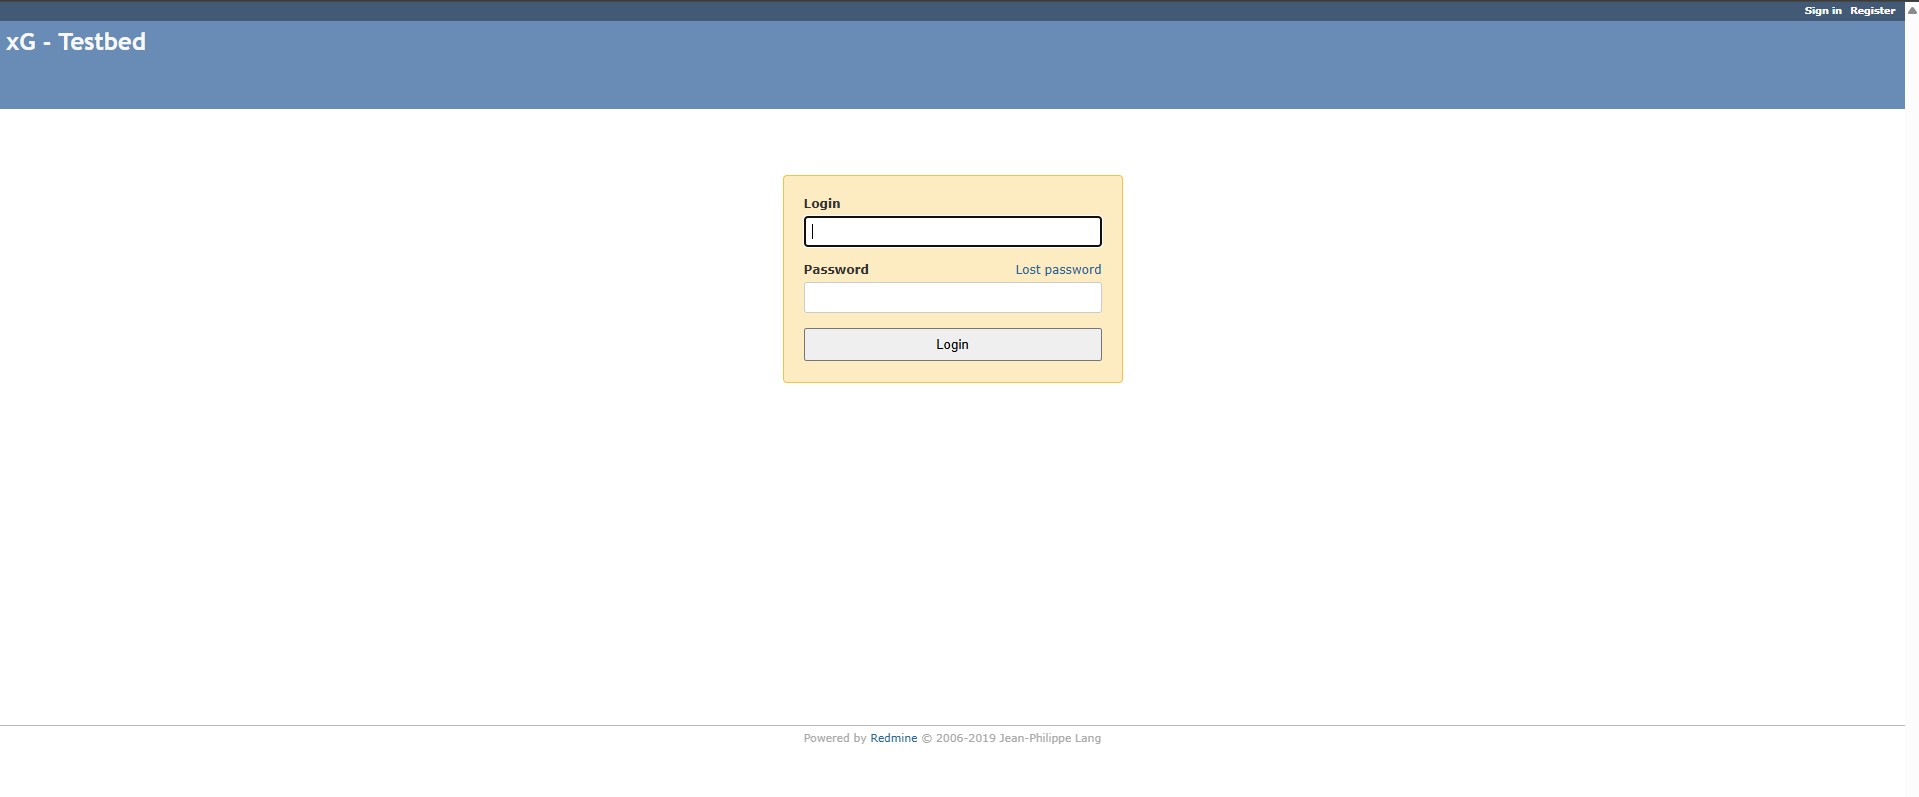 Sign in Register
xG - Testbed
Login
Password Lost password
Login
Powered by Redmine © 2006-2019 Jean-Philippe Lang